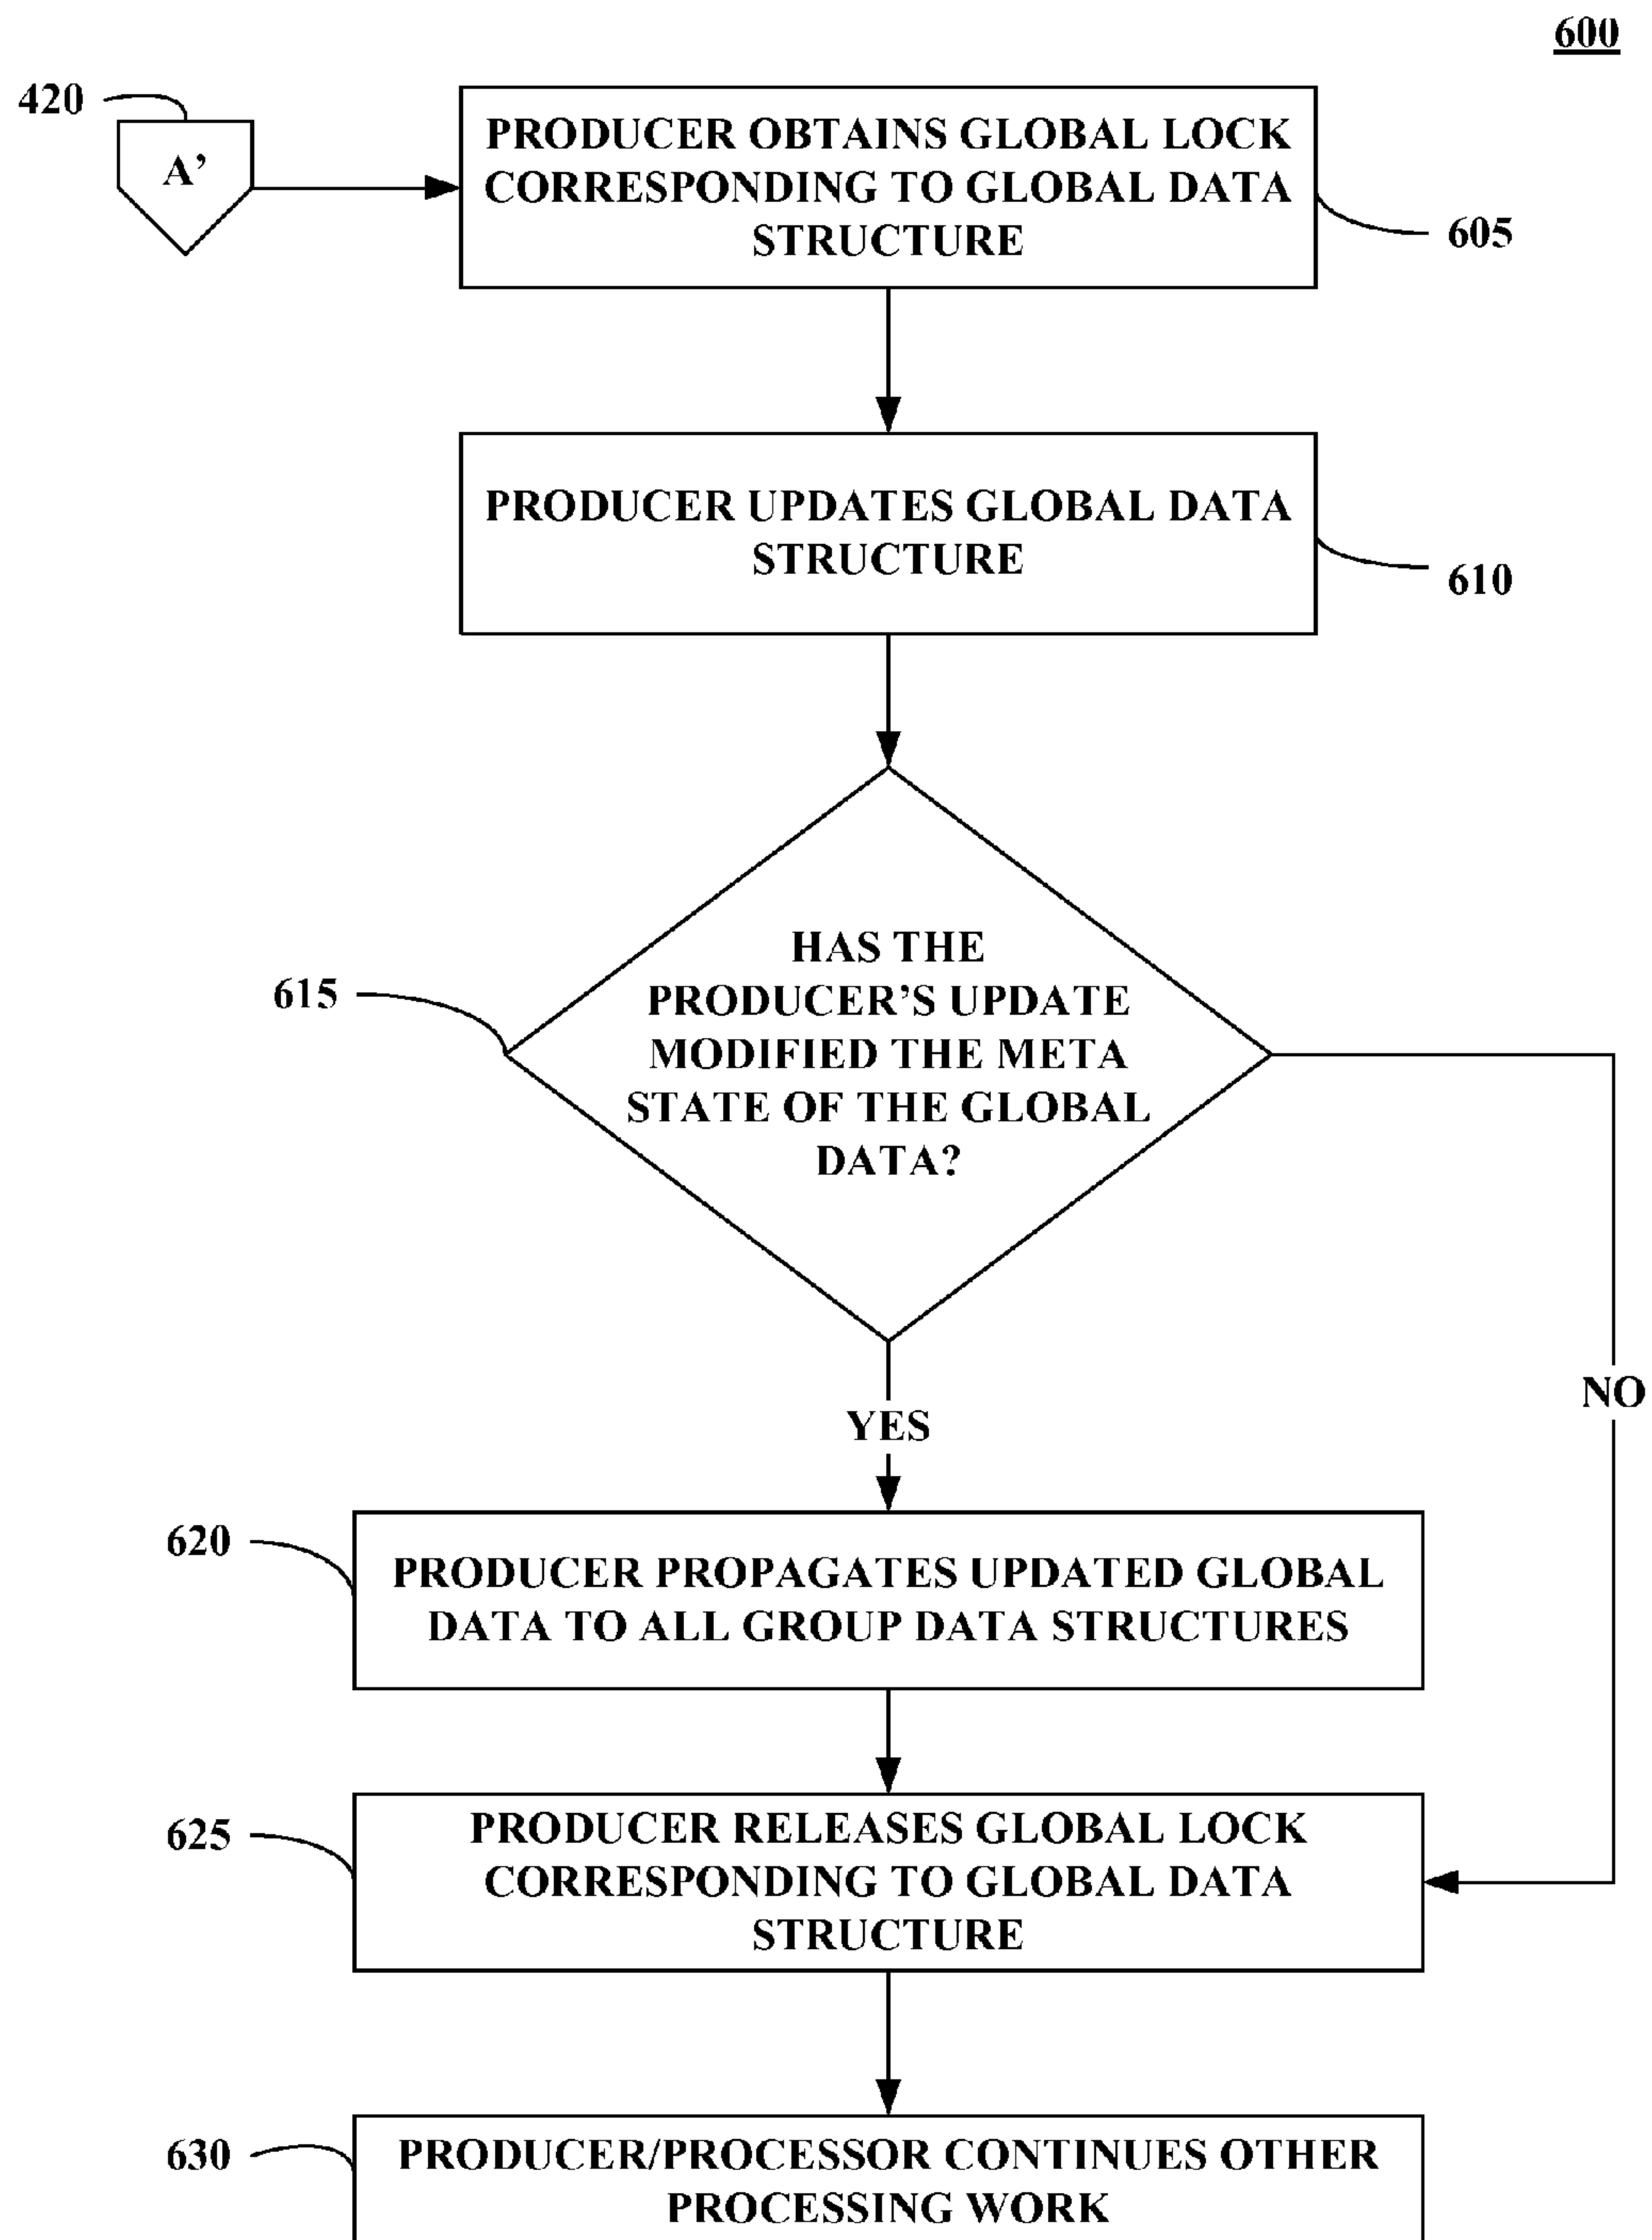 600
420
A’
PRODUCER OBTAINS GLOBAL LOCK
CORRESPONDING TO GLOBAL DATA
STRUCTURE
605
PRODUCER UPDATES GLOBAL DATA
STRUCTURE
610
HAS THE
PRODUCER’S UPDATE
MODIFIED THE META
STATE OF THE GLOBAL
DATA?
615
NO
YES
620
PRODUCER PROPAGATES UPDATED GLOBAL
DATA TO ALL GROUP DATA STRUCTURES
625
PRODUCER RELEASES GLOBAL LOCK
CORRESPONDING TO GLOBAL DATA
STRUCTURE
630
PRODUCER/PROCESSOR CONTINUES OTHER
PROCESSING WORK